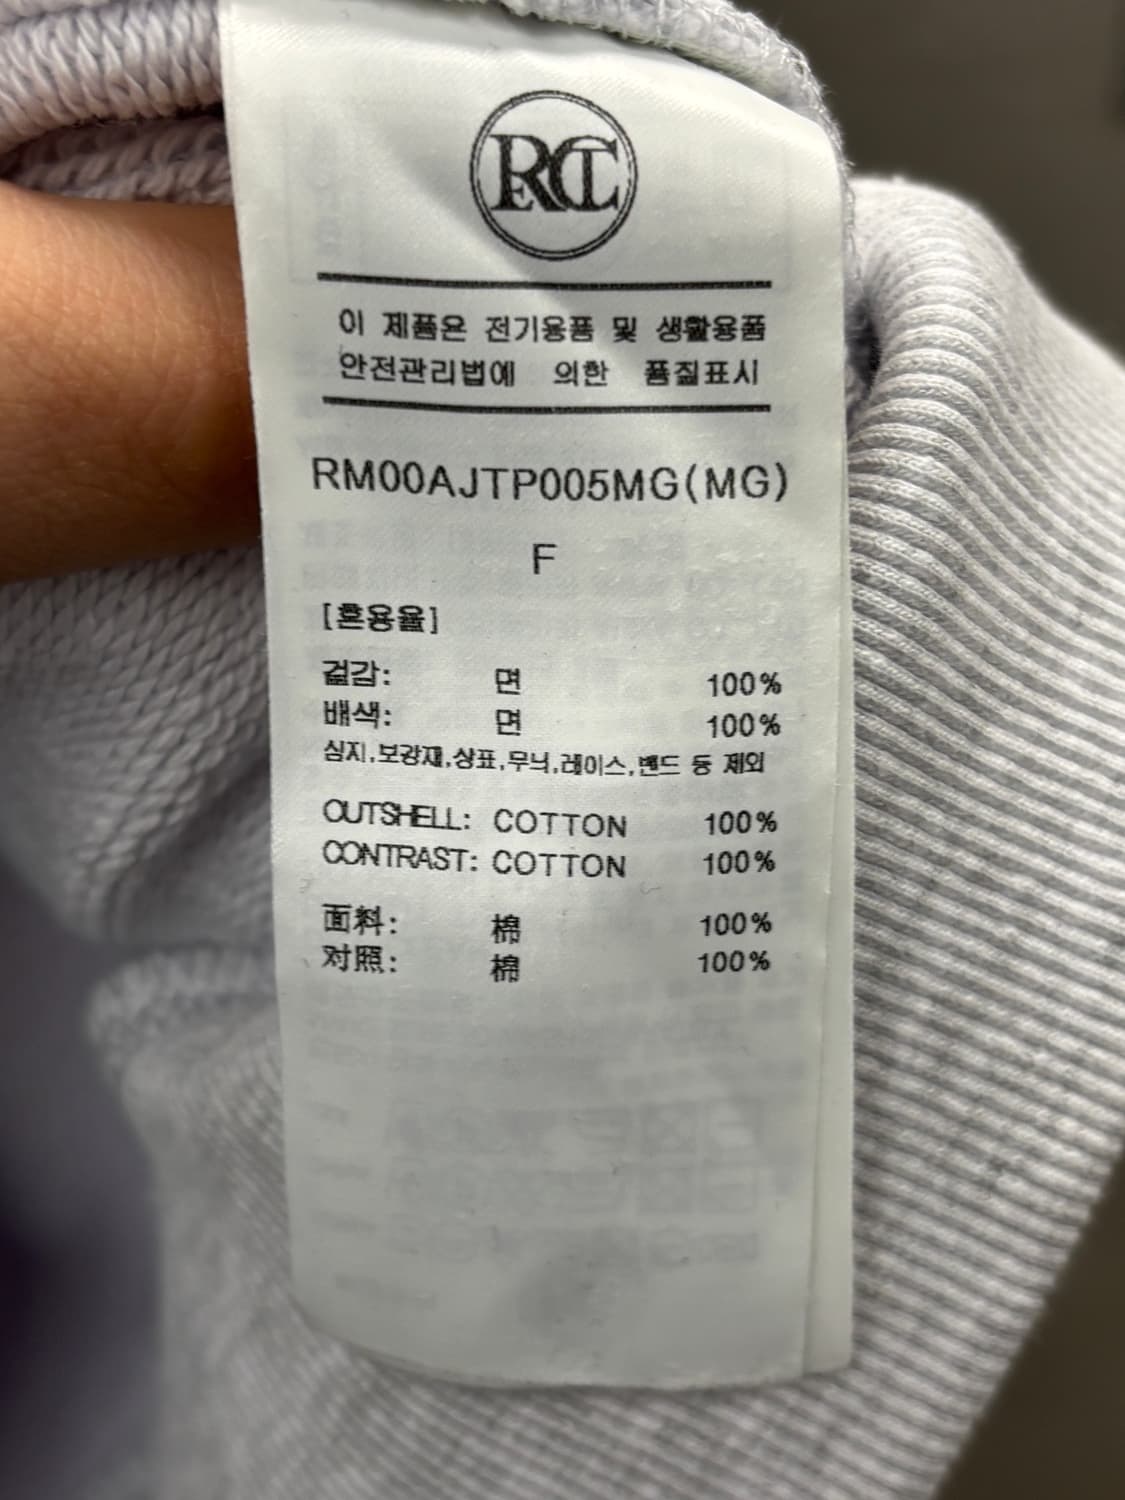 RECT
이 제품은 전기용품 및 생활용품
안전관리법에 의한 품질표시
RM00AJTP005MG(MG)
F
[혼용율]
겉감: 면 100%
배색: 면 100%
심지,보강재,상표,무늬,레이스,밴드 등 제외
OUTSHELL: COTTON 100%
CONTRAST: COTTON 100%
面料: 棉 100%
对照: 棉 100%